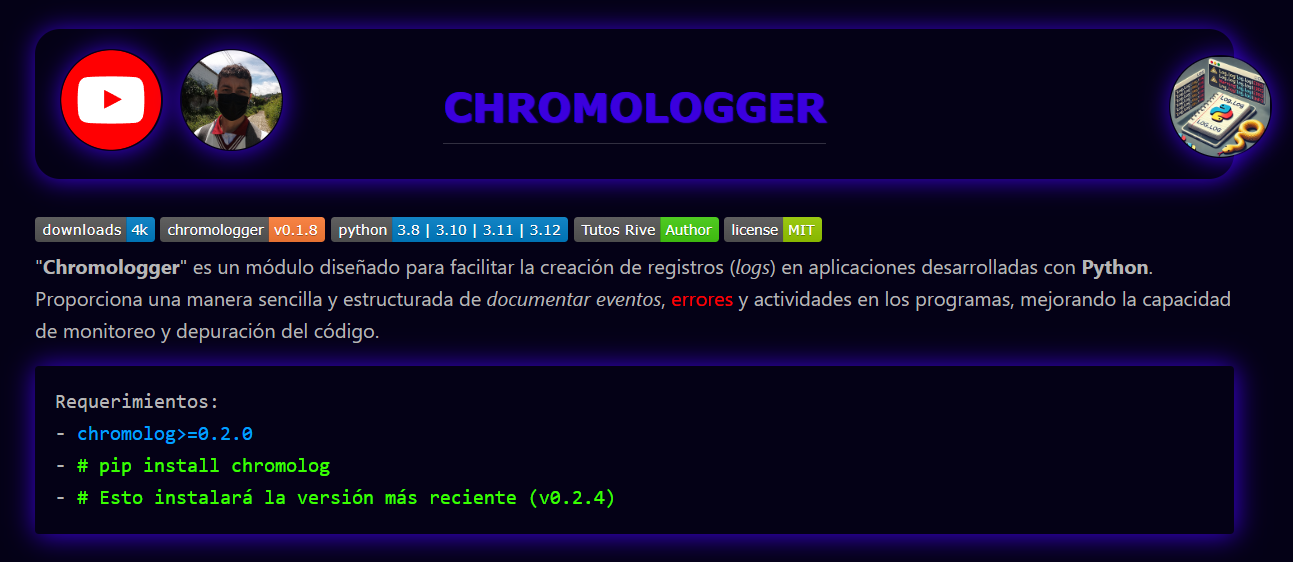 CHROMOLOGGER
LOG.LOG
LOG.LOG
downloads 4k chromologger v0.1.8 python 3.8 | 3.10 | 3.11 | 3.12 Tutos Rive Author license MIT
"Chromologger" es un módulo diseñado para facilitar la creación de registros (logs) en aplicaciones desarrolladas con Python.
Proporciona una manera sencilla y estructurada de documentar eventos, errores y actividades en los programas, mejorando la capacidad
de monitoreo y depuración del código.
Requerimientos:
- chromolog>=0.2.0
- # pip install chromolog
- # Esto instalará la versión más reciente (v0.2.4)